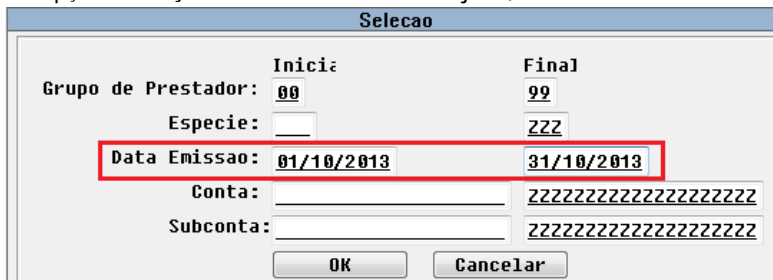 Selecao
Inicia Final
Grupo de Prestador: 00 99
Especie: ___ ZZZ
Data Emissao: 01/10/2013 31/10/2013
Conta: ZZZZZZZZZZZZZZZZZZZZ
Subconta: ZZZZZZZZZZZZZZZZZZZZ
OK Cancelar